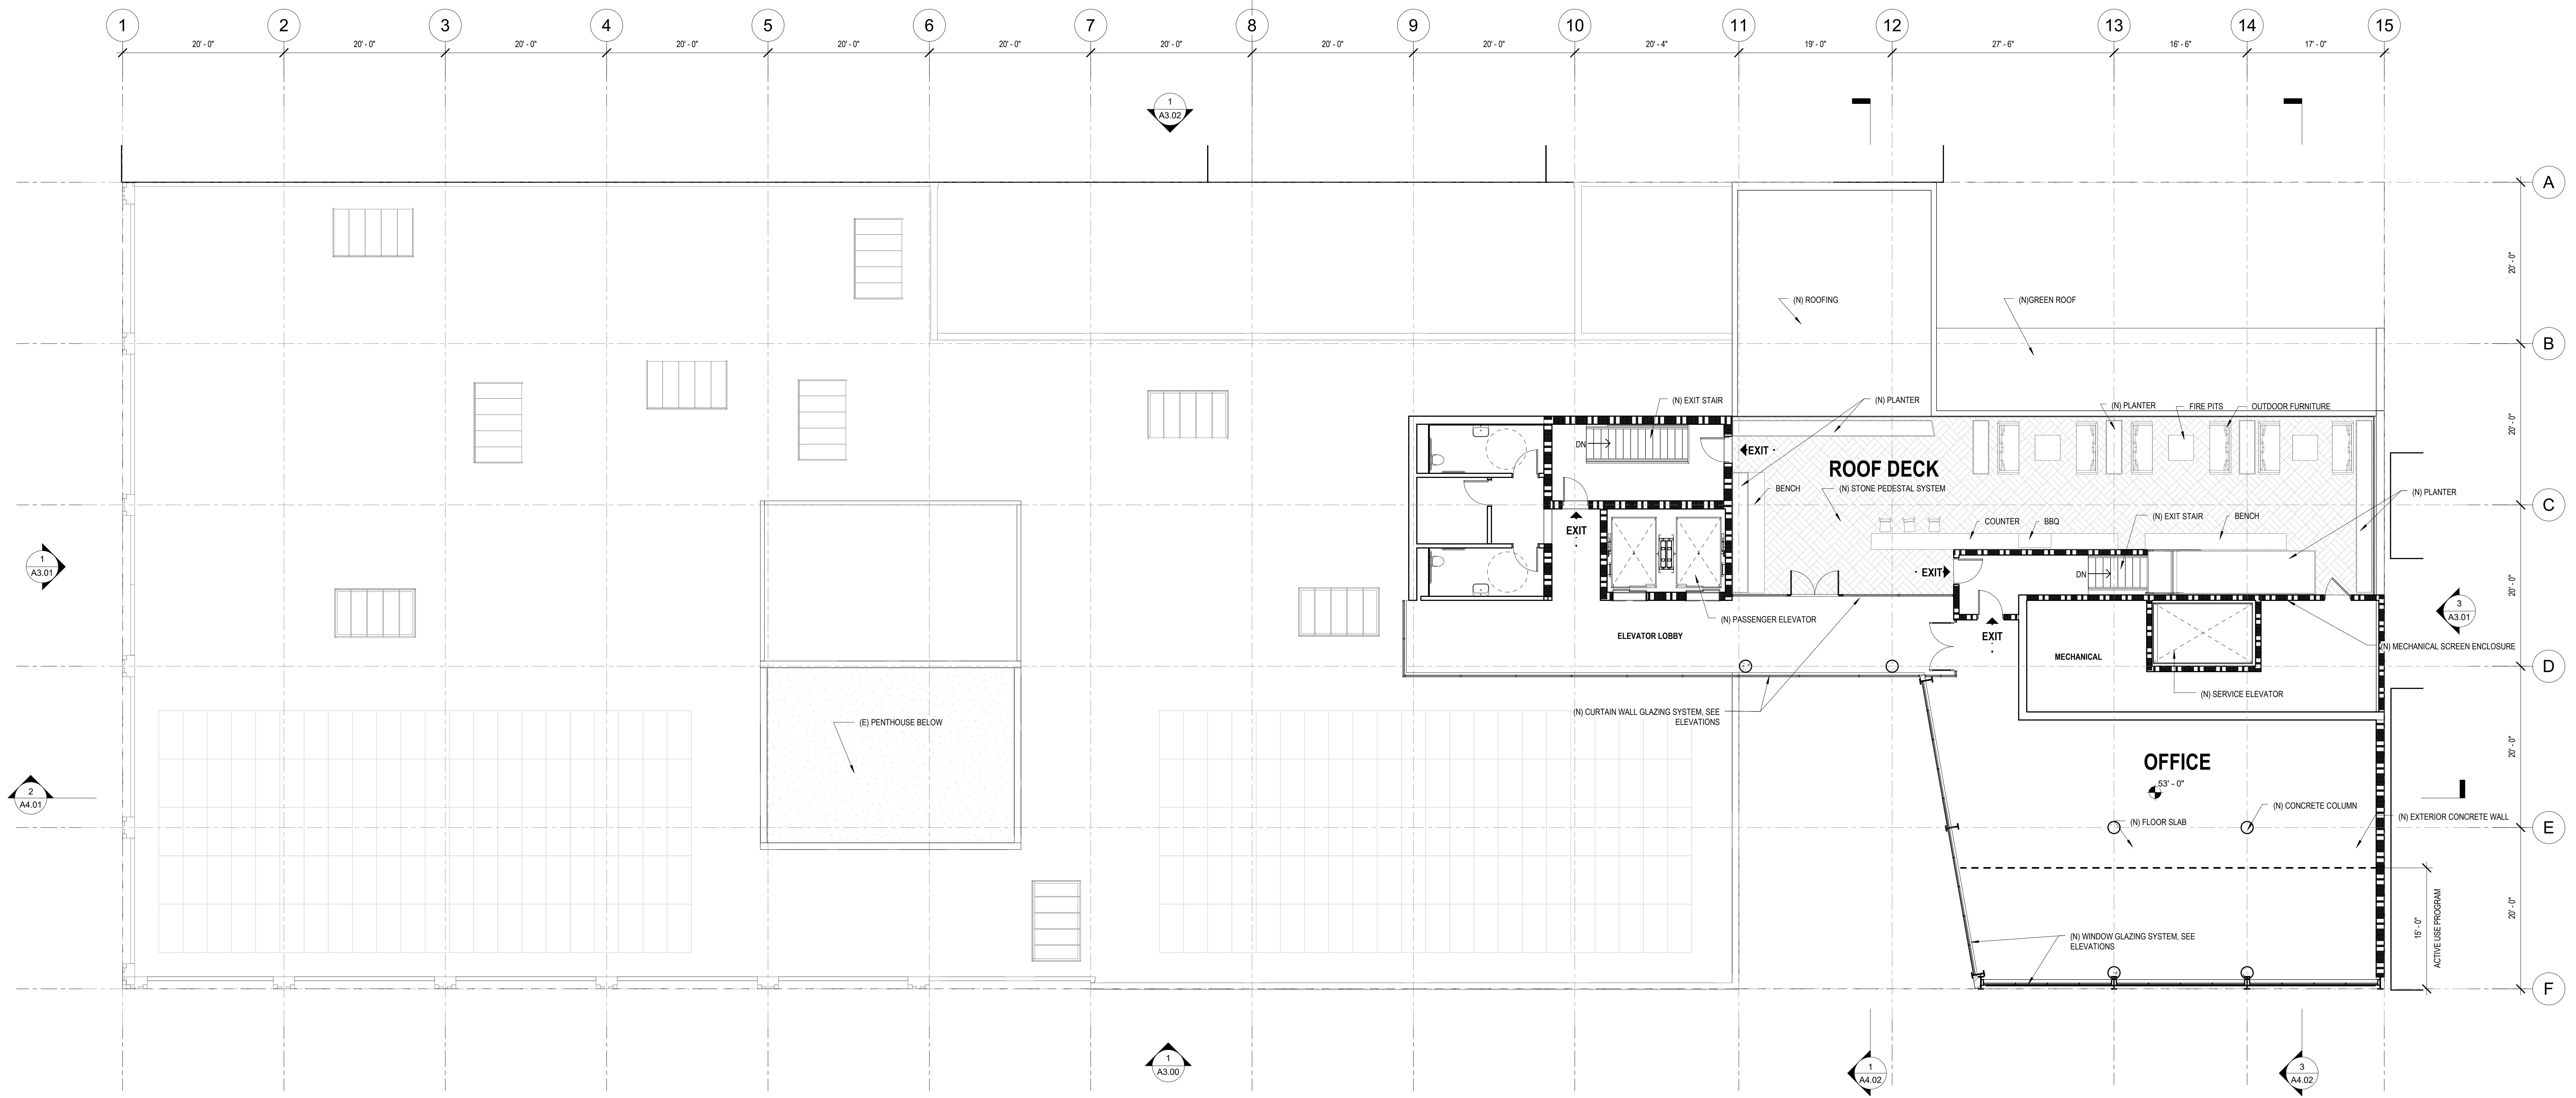 1 2 3 4 5 6 7 8 9 10 11 12 13 14 15
20' - 0" 20' - 0" 20' - 0" 20' - 0" 20' - 0" 20' - 0" 20' - 0" 20' - 0" 20' - 0" 20' - 4" 19' - 0" 27' - 6" 16' - 6" 17' - 0"
1
A3.02
A
20' - 0"
(N) ROOFING
(N)GREEN ROOF
B
(N) EXIT STAIR
(N) PLANTER
(N) PLANTER
FIRE PITS
OUTDOOR FURNITURE
20' - 0"
DN
EXIT
ROOF DECK
BENCH
(N) STONE PEDESTAL SYSTEM
(N) PLANTER
C
EXIT
COUNTER
BBQ
(N) EXIT STAIR
BENCH
1
A3.01
EXIT
DN
20' - 0"
3
A3.01
(N) PASSENGER ELEVATOR
ELEVATOR LOBBY
EXIT
(N) MECHANICAL SCREEN ENCLOSURE
MECHANICAL
D
(N) SERVICE ELEVATOR
(N) CURTAIN WALL GLAZING SYSTEM, SEE
ELEVATIONS
(E) PENTHOUSE BELOW
20' - 0"
OFFICE
53' - 0"
2
A4.01
(N) CONCRETE COLUMN
(N) FLOOR SLAB
(N) EXTERIOR CONCRETE WALL
E
15' - 0"
ACTIVE USE PROGRAM
20' - 0"
(N) WINDOW GLAZING SYSTEM, SEE
ELEVATIONS
F
1
A3.00
1
A4.02
3
A4.02